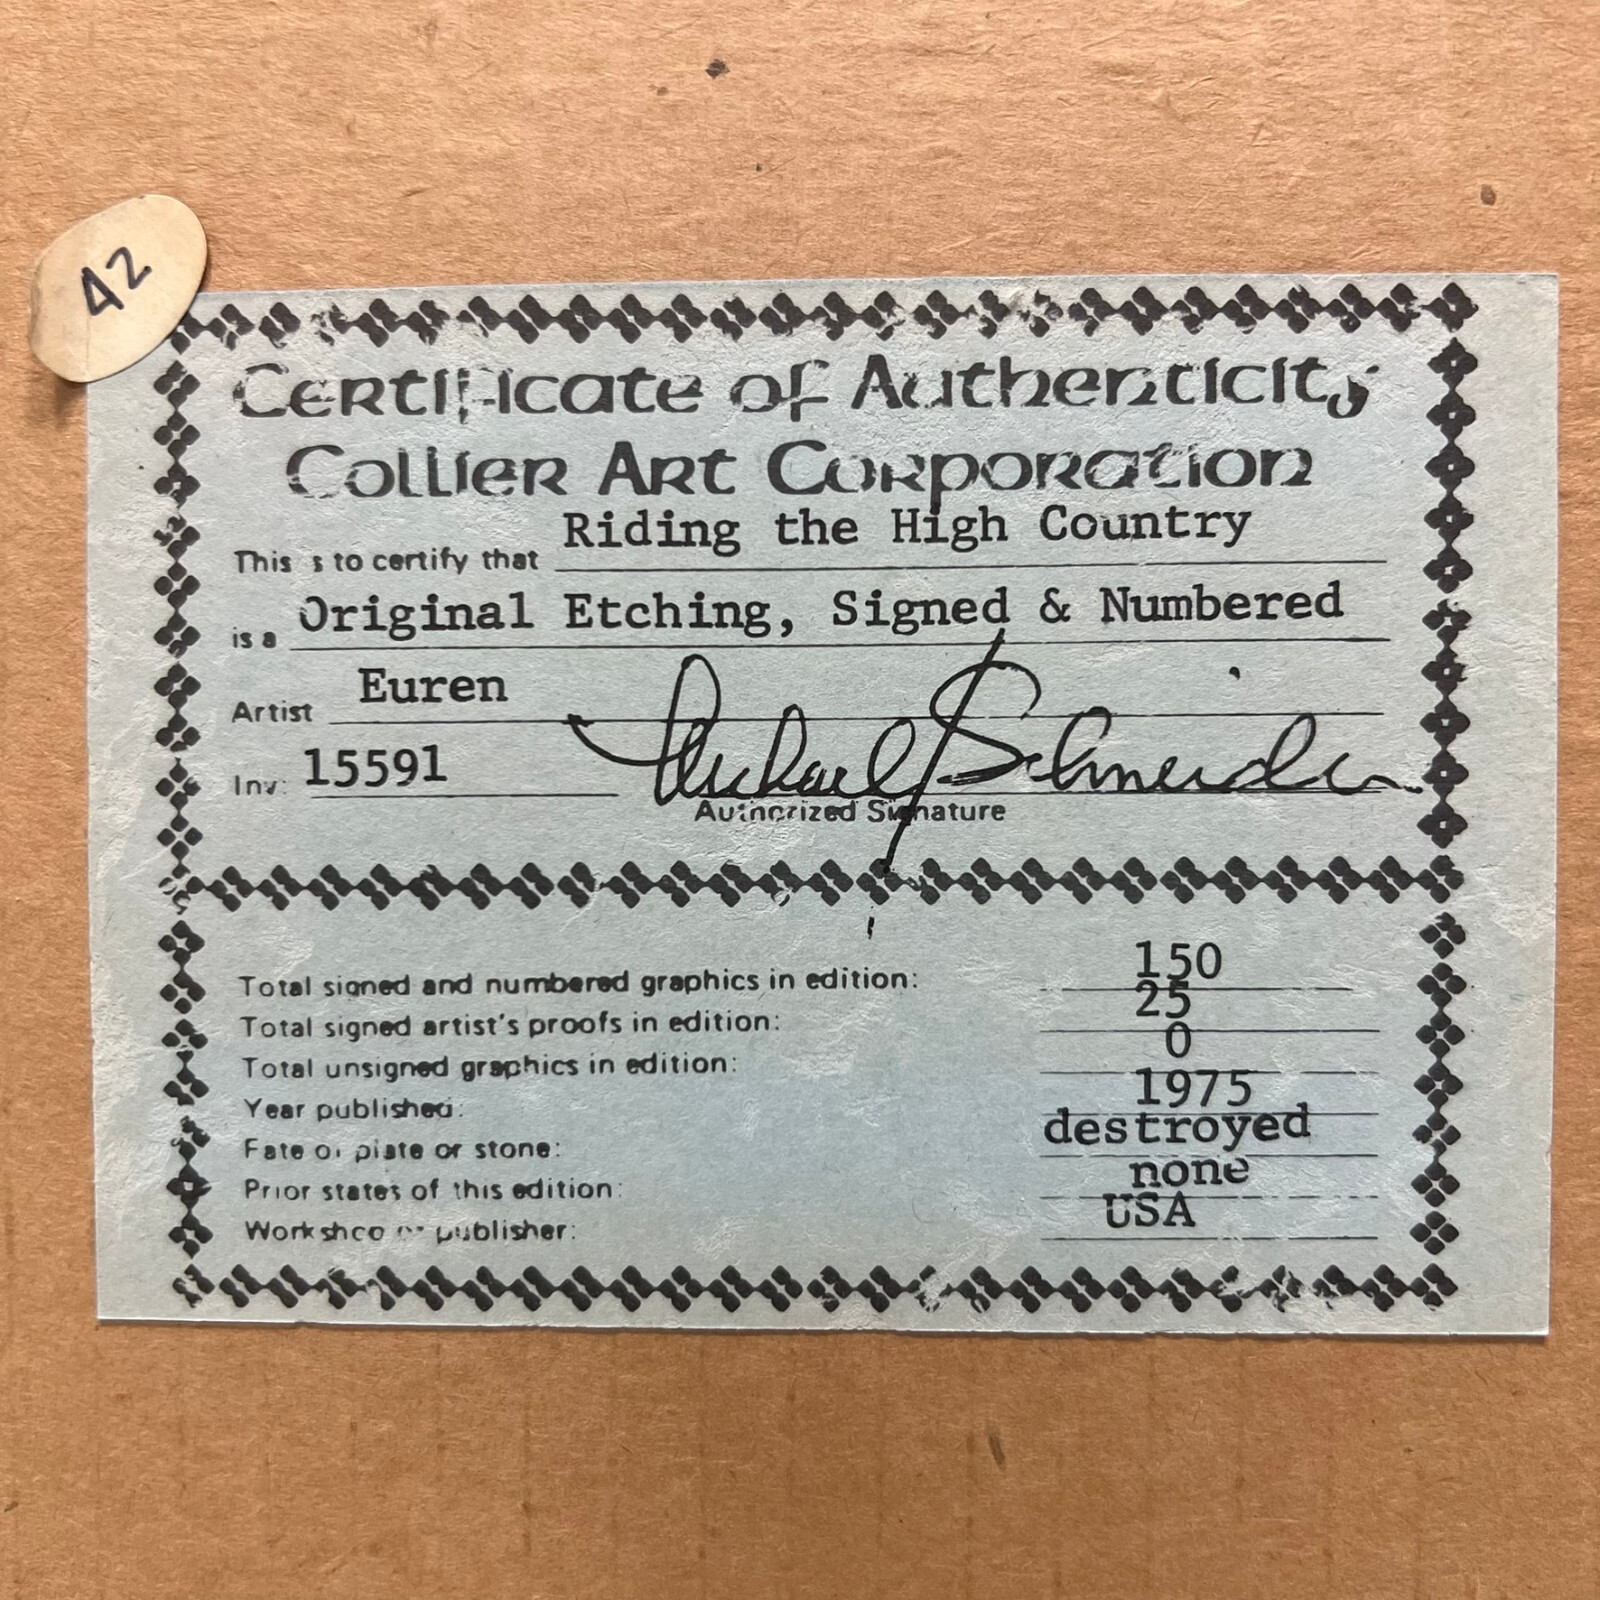 42
Certificate of Authenticity
Collier Art Corporation
This is to certify that Riding the High Country
is a Original Etching, Signed & Numbered
Artist Euren
Inv: 15591 Michael Schneider
Authorized Signature
Total signed and numbered graphics in edition: 150
Total signed artist's proofs in edition: 25
Total unsigned graphics in edition: 0
Year published: 1975
Fate of plate or stone: destroyed
Prior states of this edition: none
Workshop or publisher: USA